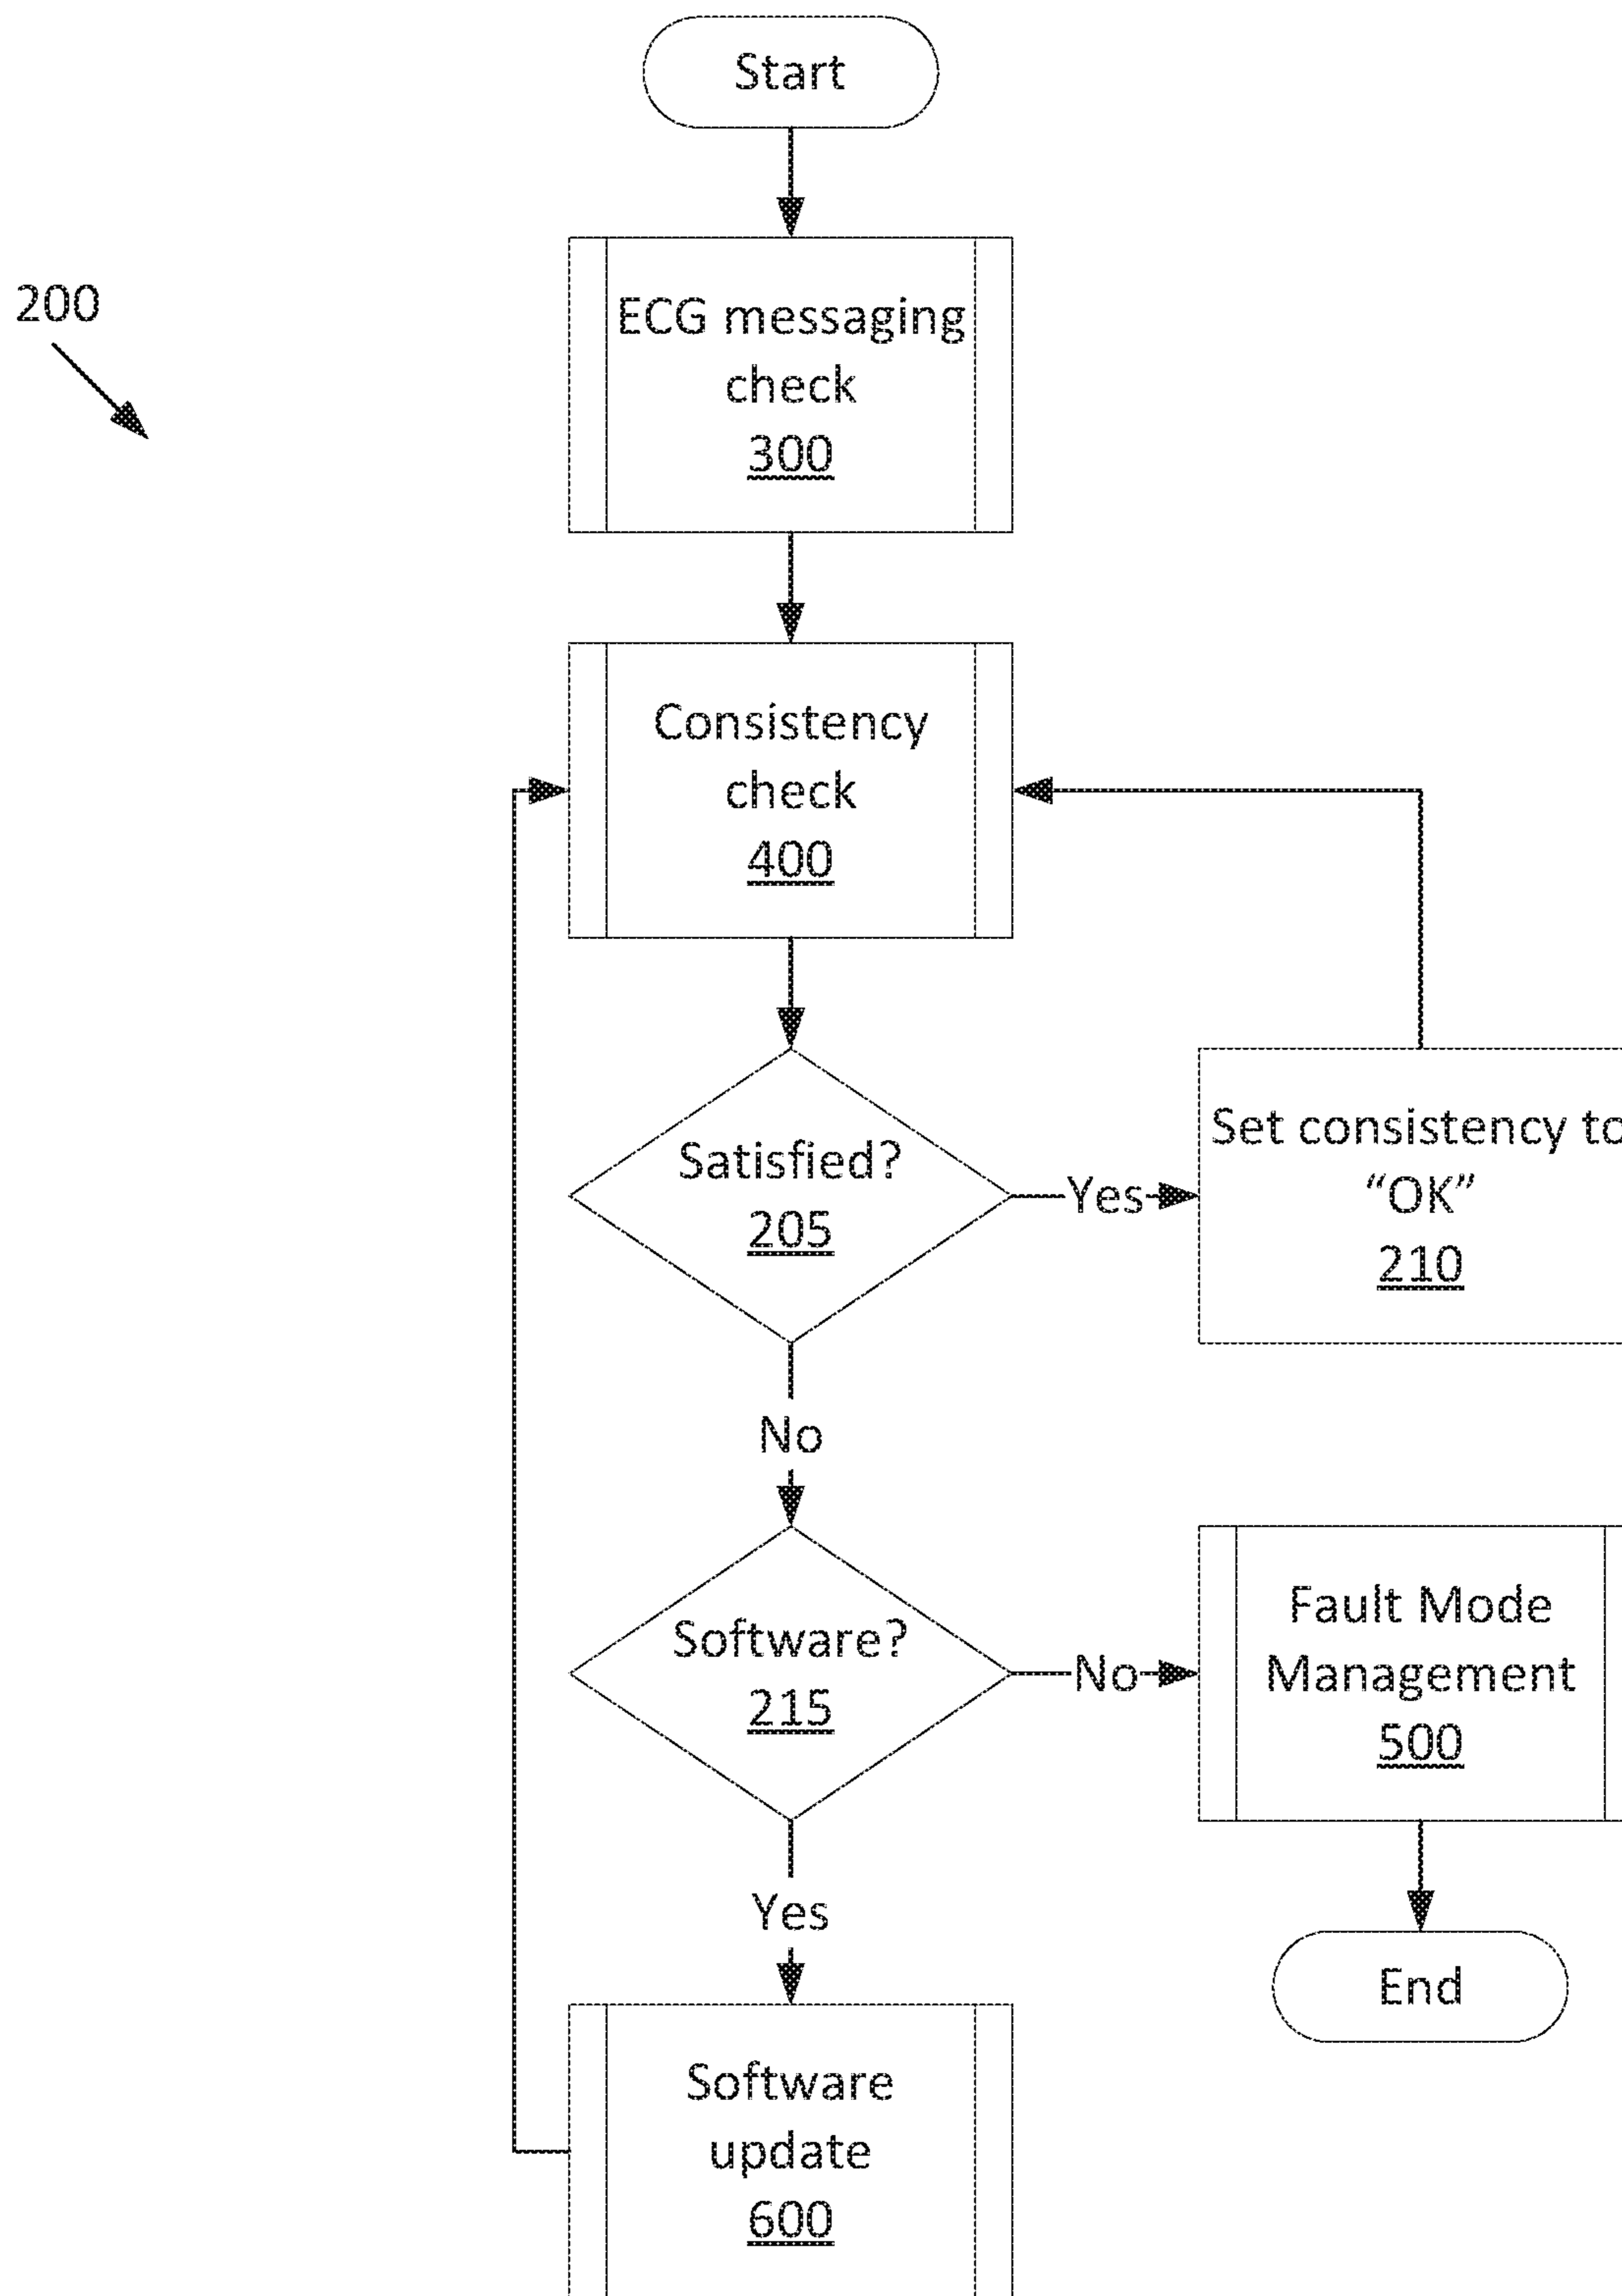 Start
200
ECG messaging
check
300
Consistency
check
400
Satisfied?
205
Yes
Set consistency to
“OK”
210
No
Software?
215
No
Fault Mode
Management
500
Yes
End
Software
update
600